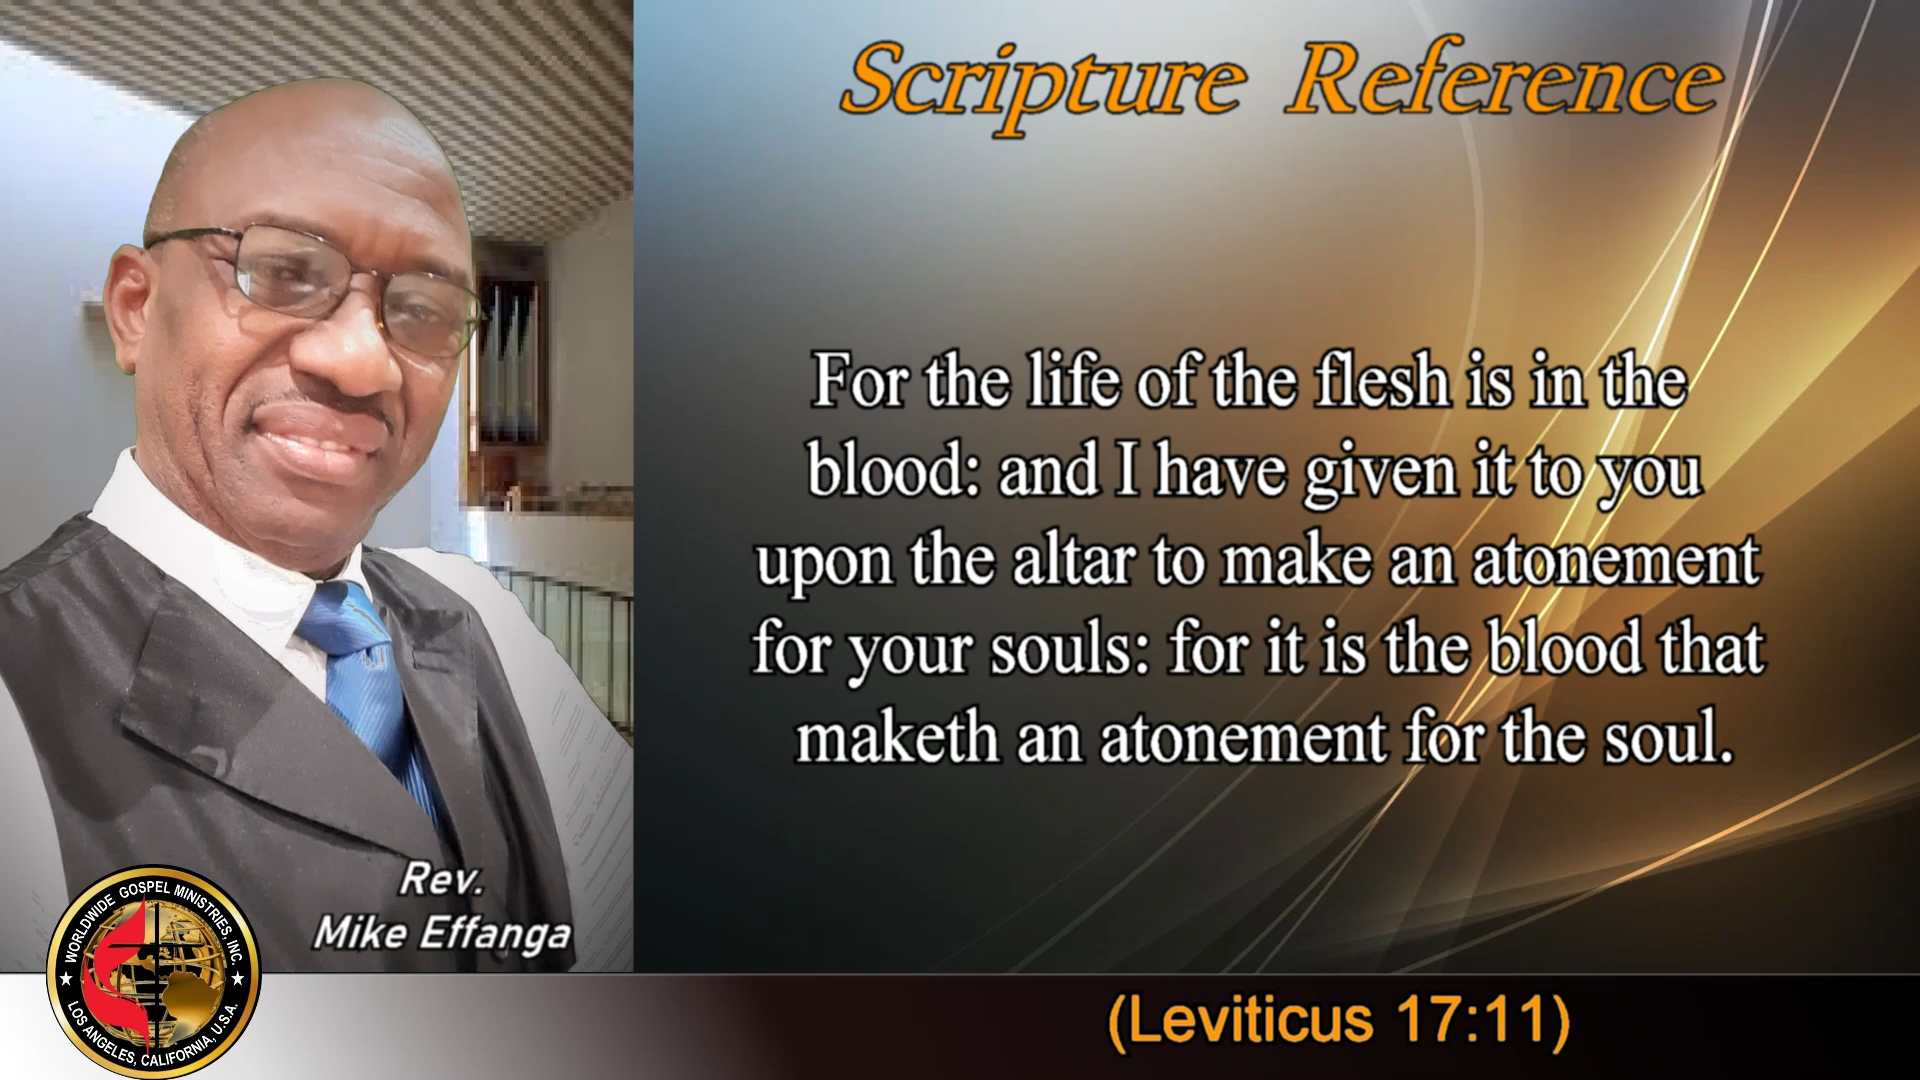 Scripture Reference
For the life of the flesh is in the
blood: and I have given it to you
upon the altar to make an atonement
for your souls: for it is the blood that
maketh an atonement for the soul.
Rev.
Mike Effanga
WORLDWIDE GOSPEL MINISTRIES, INC.
LOS ANGELES, CALIFORNIA, U.S.A.
(Leviticus 17:11)